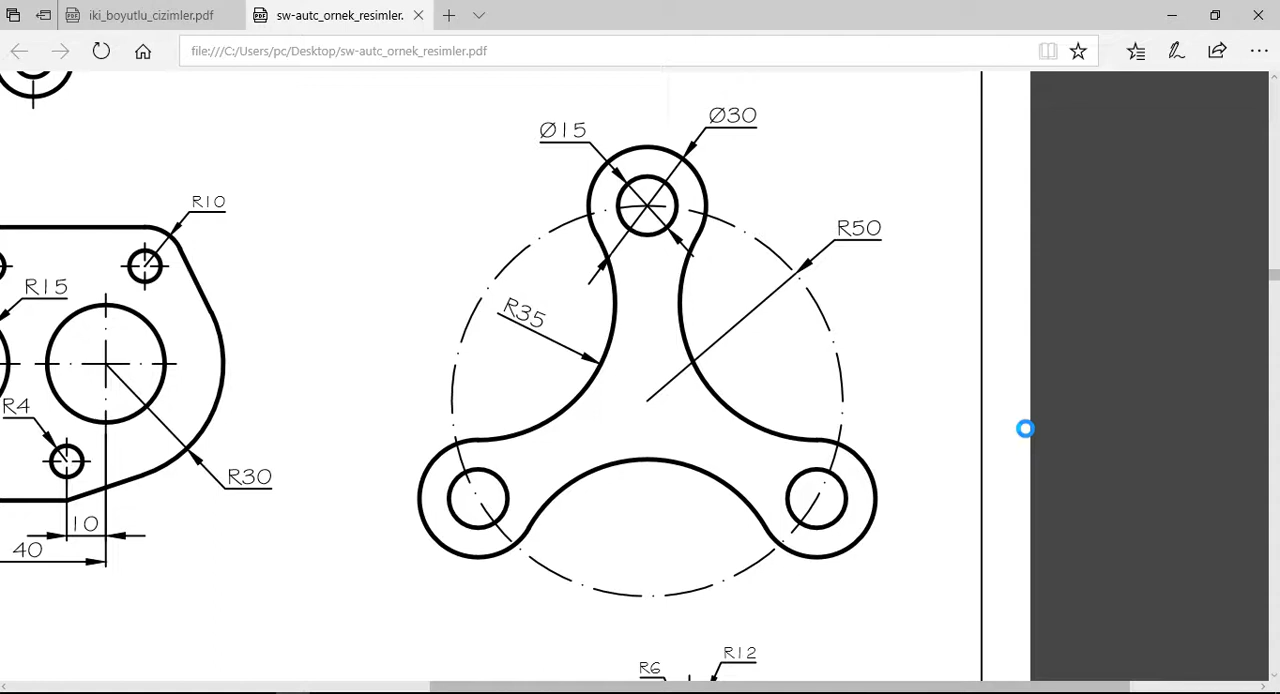 iki_boyutlu_cizimler.pdf
sw-autc_ornek_resimler.
file:///C:/Users/pc/Desktop/sw-autc_ornek_resimler.pdf
Ø15
Ø30
R10
R50
R15
R35
R4
R30
10
40
R6
R12